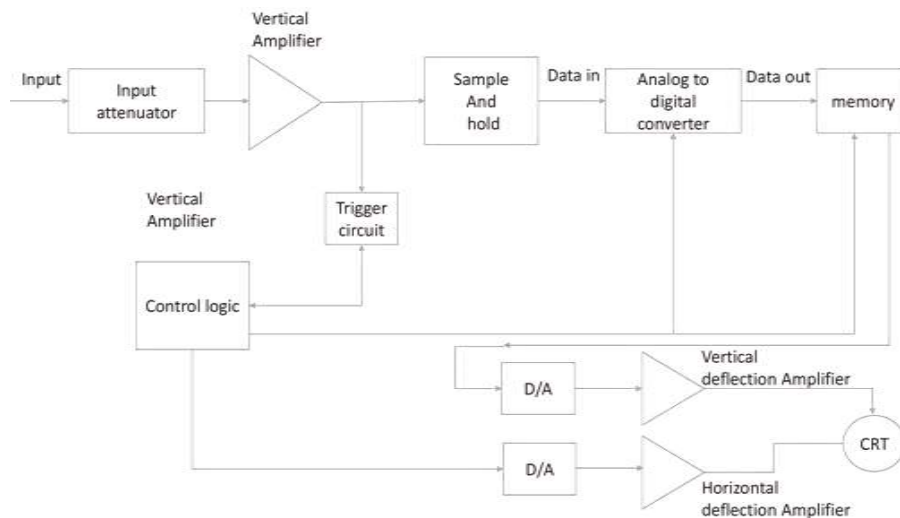 Vertical
Amplifier
Input
Input
attenuator
Sample
And
hold
Data in
Analog to
digital
converter
Data out
memory
Vertical
Amplifier
Trigger
circuit
Control logic
D/A
Vertical
deflection Amplifier
CRT
D/A
Horizontal
deflection Amplifier